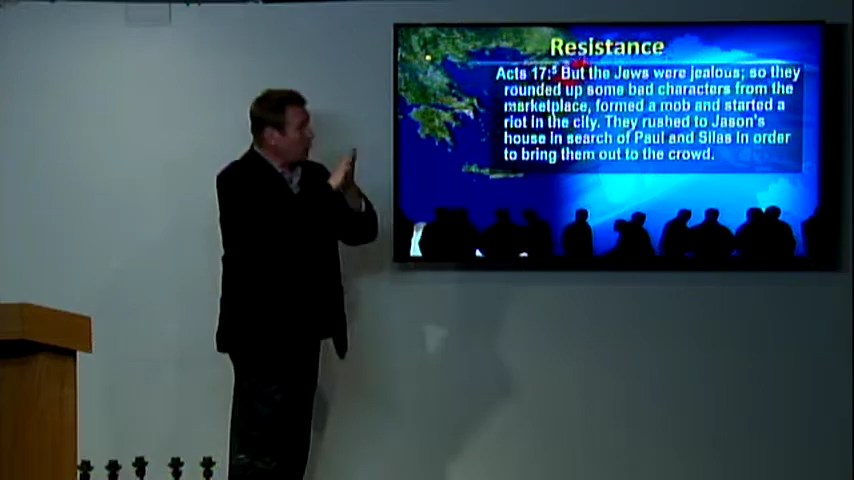 Resistance
Acts 17:5 But the Jews were jealous; so they
rounded up some bad characters from the
marketplace, formed a mob and started a
riot in the city. They rushed to Jason's
house in search of Paul and Silas in order
to bring them out to the crowd.